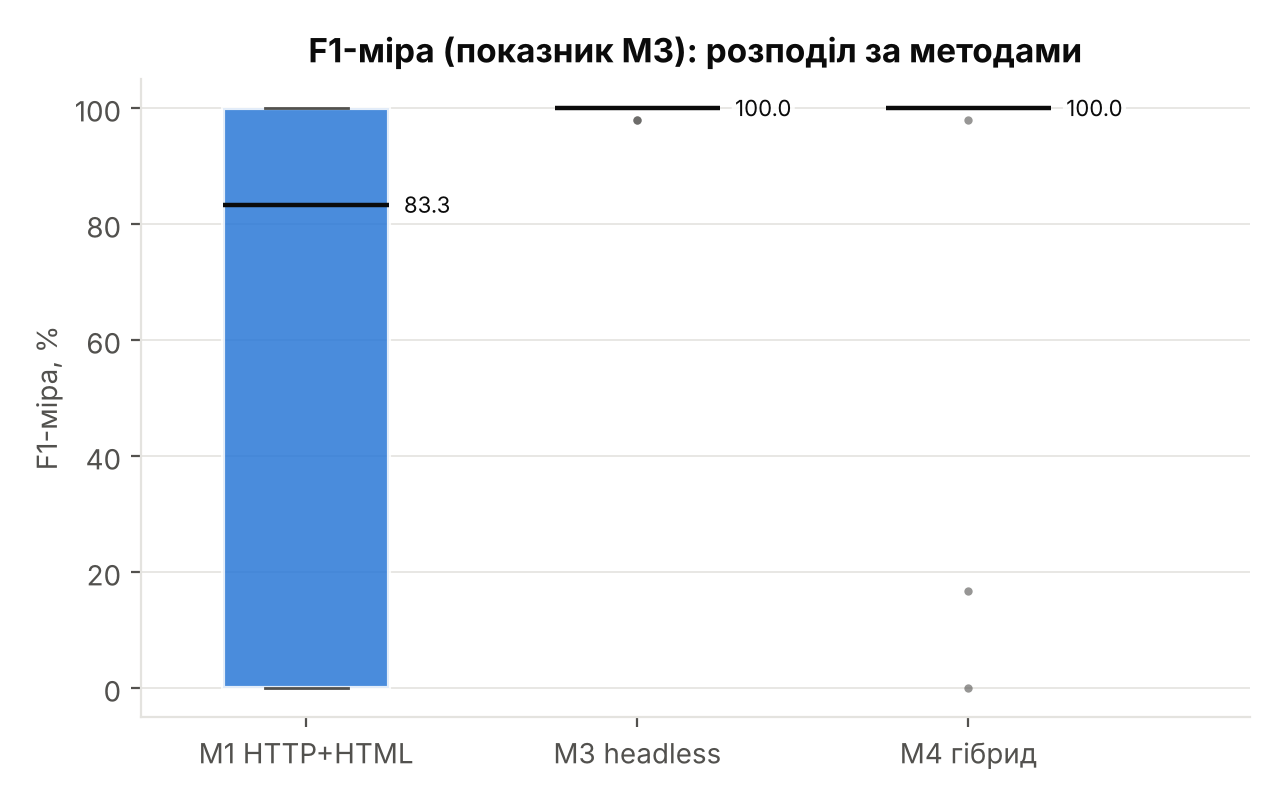 F1-міра (показник М3): розподіл за методами
F1-міра, %
100
80
60
40
20
0
83.3
100.0
100.0
M1 HTTP+HTML
M3 headless
M4 гібрид